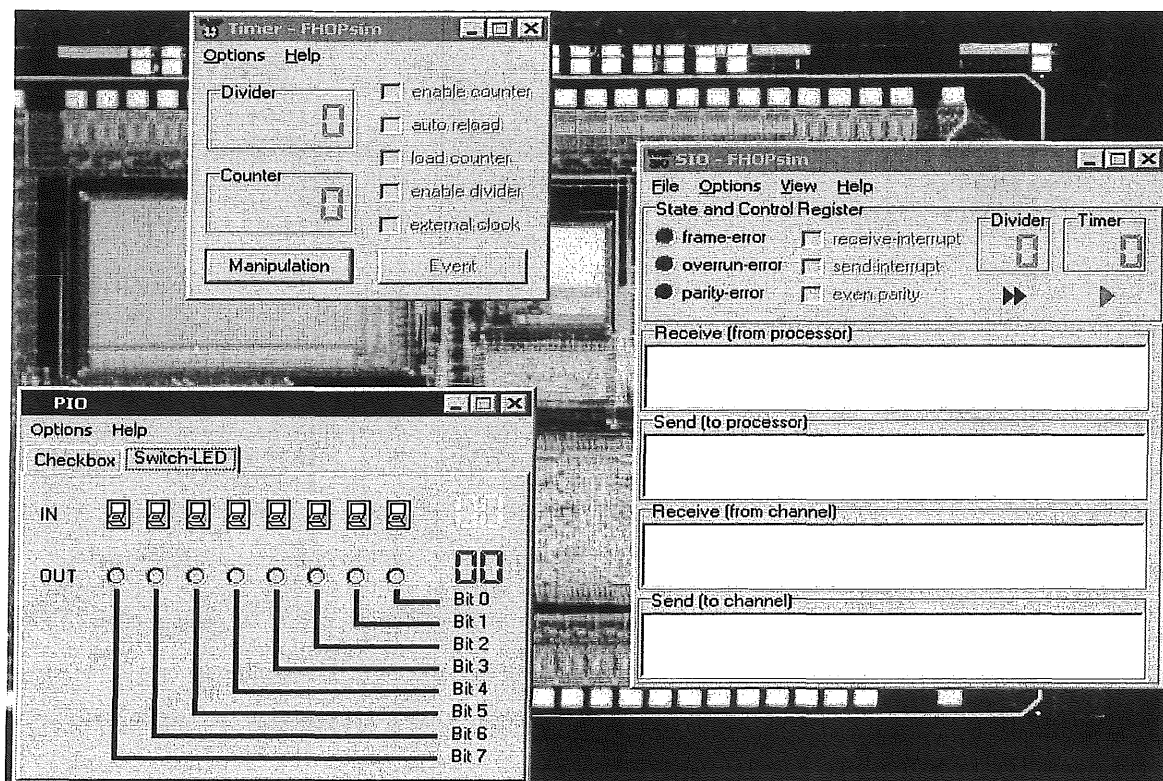 Timer - FHOPsim
Options Help
Divider
0
enable counter
auto reload
load counter
Counter
0
enable divider
external clock
Manipulation
Event
SIO - FHOPsim
File Options View Help
State and Control Register
Divider
Timer
frame-error
receive-interrupt
0
0
overrun-error
send-interrupt
parity-error
even parity
Receive (from processor)
Send (to processor)
Receive (from channel)
Send (to channel)
PIO
Options Help
Checkbox
Switch-LED
IN
OUT
00
Bit 0
Bit 1
Bit 2
Bit 3
Bit 4
Bit 5
Bit 6
Bit 7